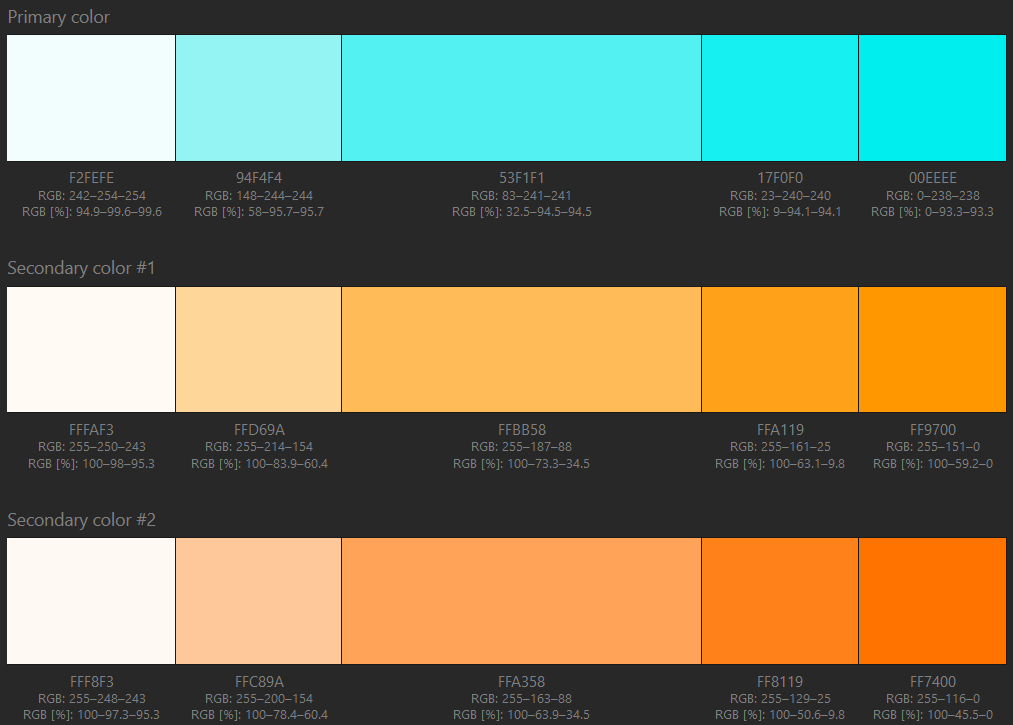 Primary color
F2FEFE 94F4F4 53F1F1 17F0F0 00EEEE
RGB: 242–254–254 RGB: 148–244–244 RGB: 83–241–241 RGB: 23–240–240 RGB: 0–238–238
RGB [%]: 94.9–99.6–99.6 RGB [%]: 58–95.7–95.7 RGB [%]: 32.5–94.5–94.5 RGB [%]: 9–94.1–94.1 RGB [%]: 0–93.3–93.3
Secondary color #1
FFFAF3 FFD69A FFBB58 FFA119 FF9700
RGB: 255–250–243 RGB: 255–214–154 RGB: 255–187–88 RGB: 255–161–25 RGB: 255–151–0
RGB [%]: 100–98–95.3 RGB [%]: 100–83.9–60.4 RGB [%]: 100–73.3–34.5 RGB [%]: 100–63.1–9.8 RGB [%]: 100–59.2–0
Secondary color #2
FFF8F3 FFC89A FFA358 FF8119 FF7400
RGB: 255–248–243 RGB: 255–200–154 RGB: 255–163–88 RGB: 255–129–25 RGB: 255–116–0
RGB [%]: 100–97.3–95.3 RGB [%]: 100–78.4–60.4 RGB [%]: 100–63.9–34.5 RGB [%]: 100–50.6–9.8 RGB [%]: 100–45.5–0